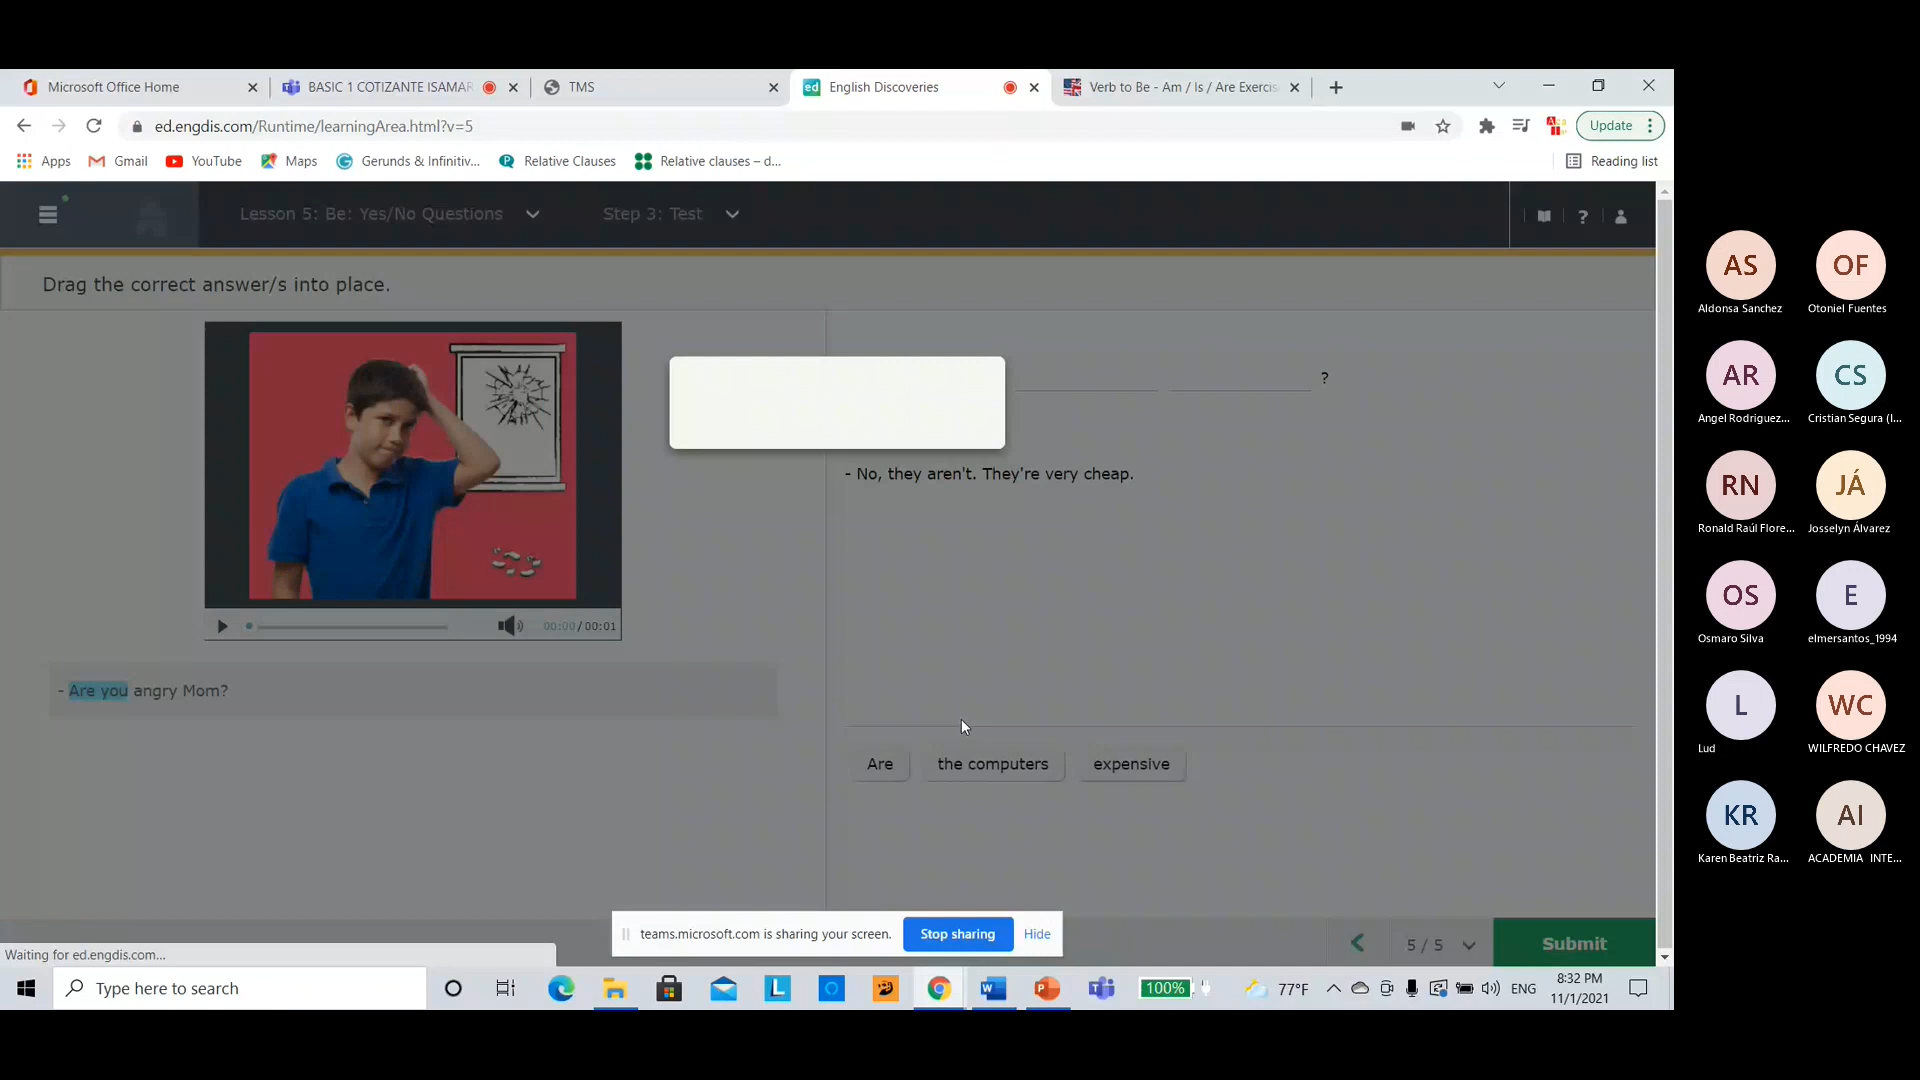 Microsoft Office Home
BASIC 1 COTIZANTE ISAMAR
TMS
ed English Discoveries
Verb to Be - Am / Is / Are Exercis
ed.engdis.com/Runtime/learningArea.html?v=5
Update
Apps
Gmail
YouTube
Maps
Gerunds & Infinitiv...
Relative Clauses
Relative clauses – d...
Reading list
Lesson 5: Be: Yes/No Questions
Step 3: Test
?
Drag the correct answer/s into place.
?
- No, they aren't. They're very cheap.
00:00 / 00:01
- Are you angry Mom?
Are
the computers
expensive
teams.microsoft.com is sharing your screen.
Stop sharing
Hide
5 / 5
Submit
Waiting for ed.engdis.com...
Type here to search
100%
77°F
ENG
8:32 PM
11/1/2021
AS
Aldonsa Sanchez
OF
Otoniel Fuentes
AR
Angel Rodriguez...
CS
Cristian Segura (I...
RN
Ronald Raúl Flore...
JÁ
Josselyn Álvarez
OS
Osmaro Silva
E
elmersantos_1994
L
Lud
WC
WILFREDO CHAVEZ
KR
Karen Beatriz Ra...
AI
ACADEMIA INTE...